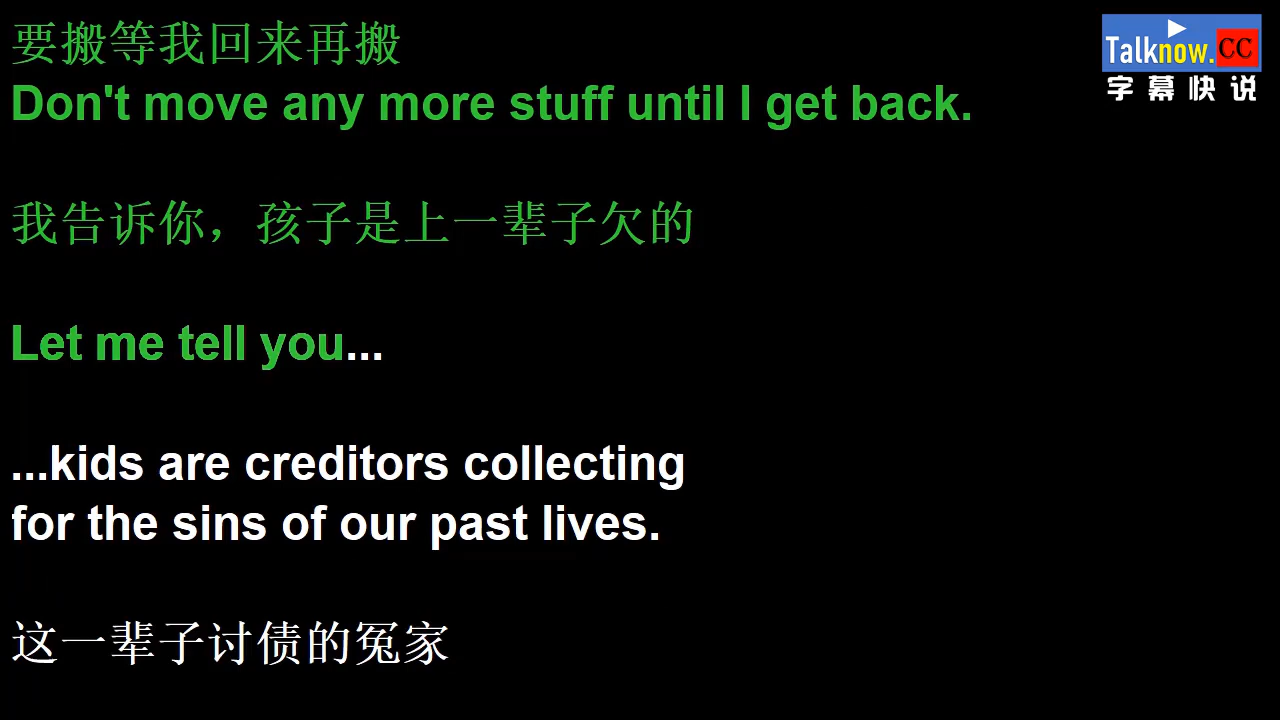 要搬等我回来再搬
Don't move any more stuff until I get back.
我告诉你，孩子是上一辈子欠的
Let me tell you...
...kids are creditors collecting
for the sins of our past lives.
这一辈子讨债的冤家
Talknow.CC
字幕快说